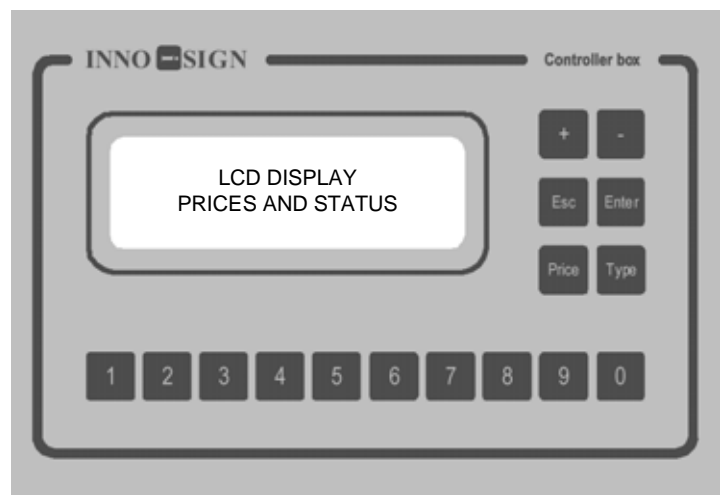 INNO SIGN
Controller box
LCD DISPLAY
PRICES AND STATUS
+ -
Esc Enter
Price Type
1 2 3 4 5 6 7 8 9 0